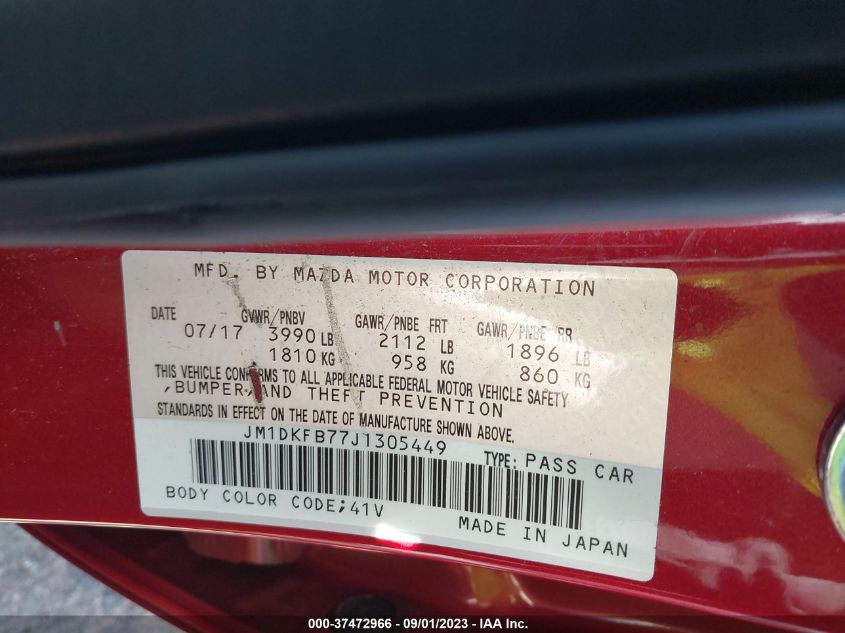 MFD. BY MAZDA MOTOR CORPORATION
DATE GVWR/PNBV GAWR/PNBE FRT GAWR/PNBE RR
07/17 3990 LB 2112 LB 1896 LB
1810 KG 958 KG 860 KG
THIS VEHICLE CONFORMS TO ALL APPLICABLE FEDERAL MOTOR VEHICLE SAFETY
,BUMPER, AND THEFT PREVENTION
STANDARDS IN EFFECT ON THE DATE OF MANUFACTURE SHOWN ABOVE.
JM1DKFB77J1305449 TYPE: PASS CAR
BODY COLOR CODE;41V
MADE IN JAPAN
000-37472966 - 09/01/2023 - IAA Inc.